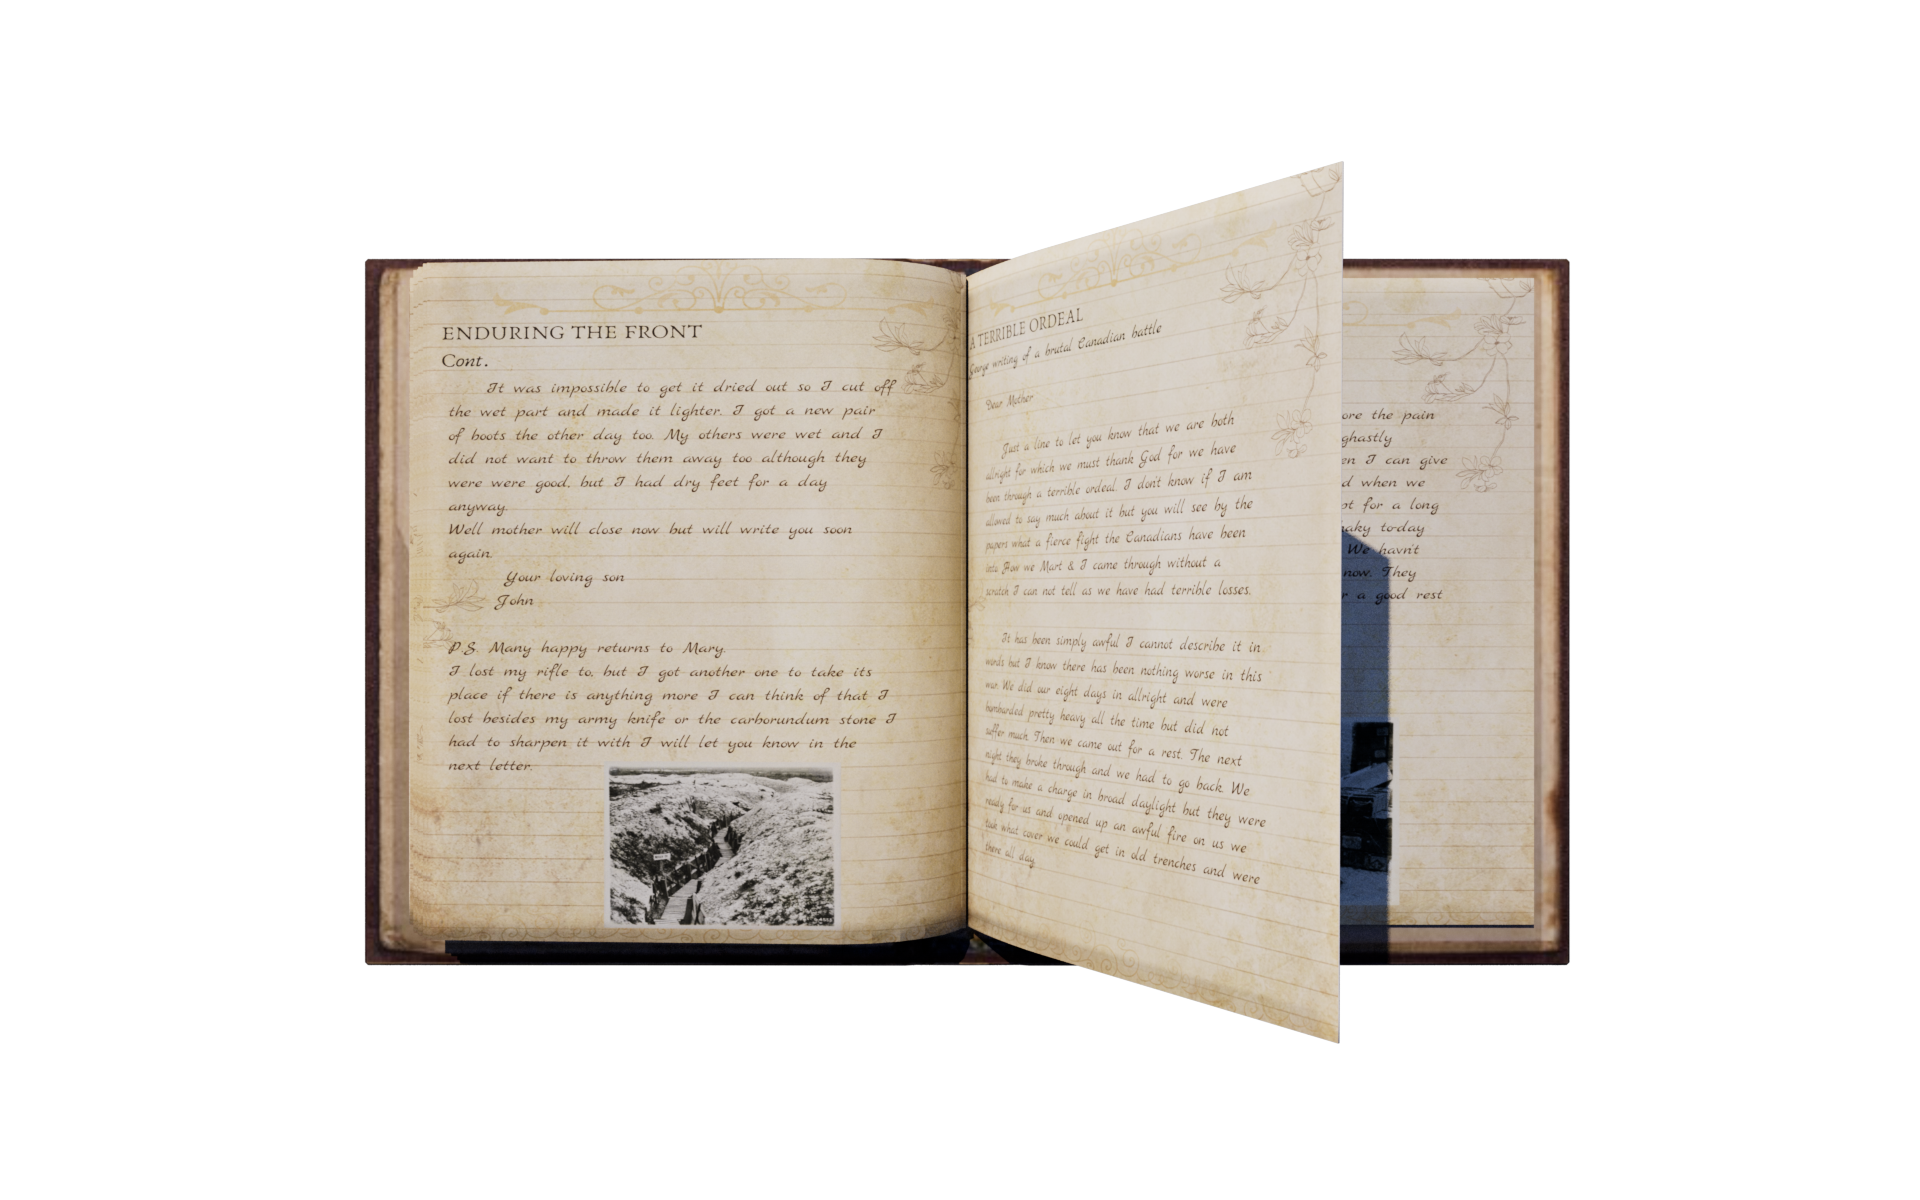 ENDURING THE FRONT
Cont.
It was impossible to get it dried out so I cut off
the wet part and made it lighter. I got a new pair
of boots the other day too. My others were wet and I
did not want to throw them away too although they
were were good, but I had dry feet for a day
anyway.
Well mother will close now but will write you soon
again.
Your loving son
John
P.S. Many happy returns to Mary.
I lost my rifle to, but I got another one to take its
place if there is anything more I can think of that I
lost besides my army knife or the carborundum stone I
had to sharpen it with I will let you know in the
next letter.
A TERRIBLE ORDEAL
George writing of a brutal Canadian battle
Dear Mother
Just a line to let you know that we are both
allright for which we must thank God for we have
been through a terrible ordeal. I don't know if I am
allowed to say much about it but you will see by the
papers what a fierce fight the Canadians have been
into How we Mart & I came through without a
scratch I can not tell as we have had terrible losses.
It has been simply awful I cannot describe it in
words but I know there has been nothing worse in this
war. We did our eight days in allright and were
bumbarded pretty heavy all the time but did not
suffer much. Then we came out for a rest. The next
night they broke through and we had to go back. We
had to make a charge in broad daylight but they were
ready for us and opened up an awful fire on us we
took what cover we could get in old trenches and were
there all day.
ore the pain
ghastly
en I can give
d when we
pt for a long
haky to-day
We havn't
now. They
r a good rest